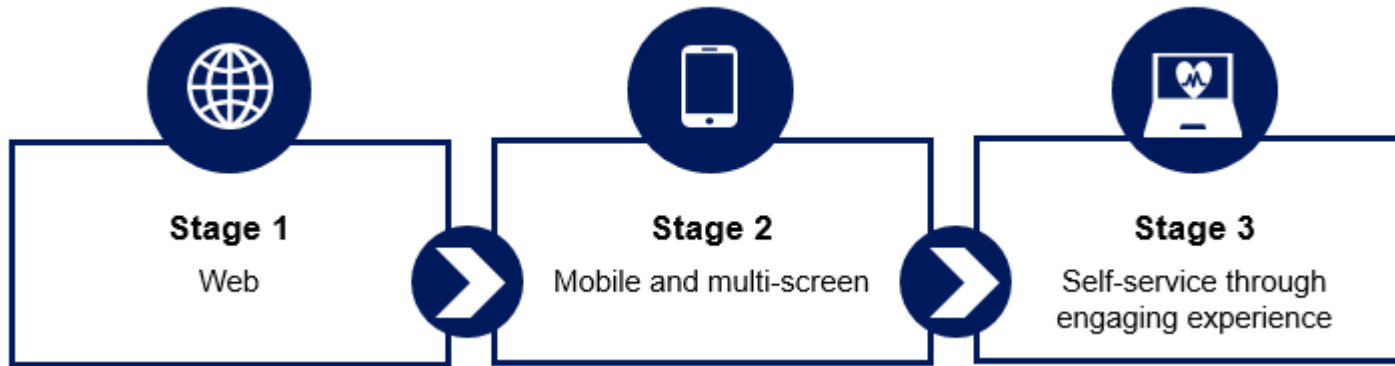 Stage 1
Web
Stage 2
Mobile and multi-screen
Stage 3
Self-service through
engaging experience